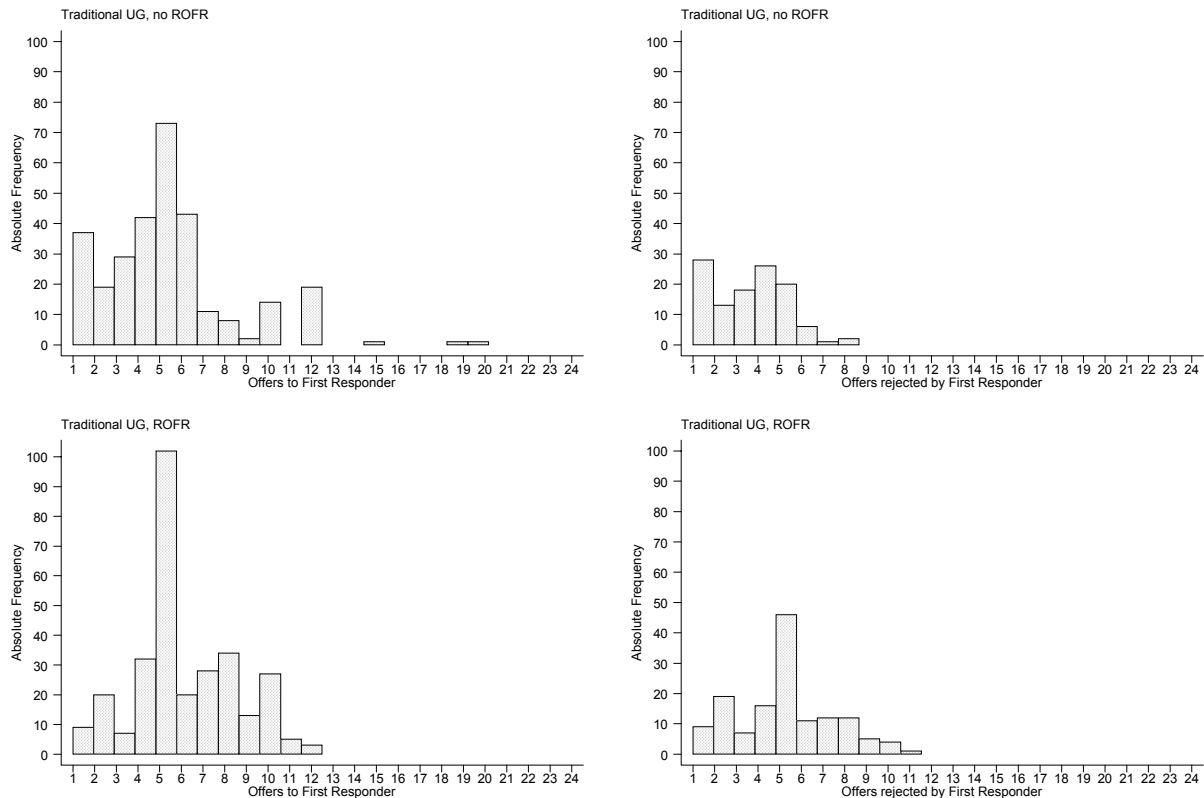 Traditional UG, no ROFR
100
90
80
70
60
50
40
30
20
10
0
Absolute Frequency
1 2 3 4 5 6 7 8 9 10 11 12 13 14 15 16 17 18 19 20 21 22 23 24
Offers to First Responder
Traditional UG, no ROFR
100
90
80
70
60
50
40
30
20
10
0
Absolute Frequency
1 2 3 4 5 6 7 8 9 10 11 12 13 14 15 16 17 18 19 20 21 22 23 24
Offers rejected by First Responder
Traditional UG, ROFR
100
90
80
70
60
50
40
30
20
10
0
Absolute Frequency
1 2 3 4 5 6 7 8 9 10 11 12 13 14 15 16 17 18 19 20 21 22 23 24
Offers to First Responder
Traditional UG, ROFR
100
90
80
70
60
50
40
30
20
10
0
Absolute Frequency
1 2 3 4 5 6 7 8 9 10 11 12 13 14 15 16 17 18 19 20 21 22 23 24
Offers rejected by First Responder